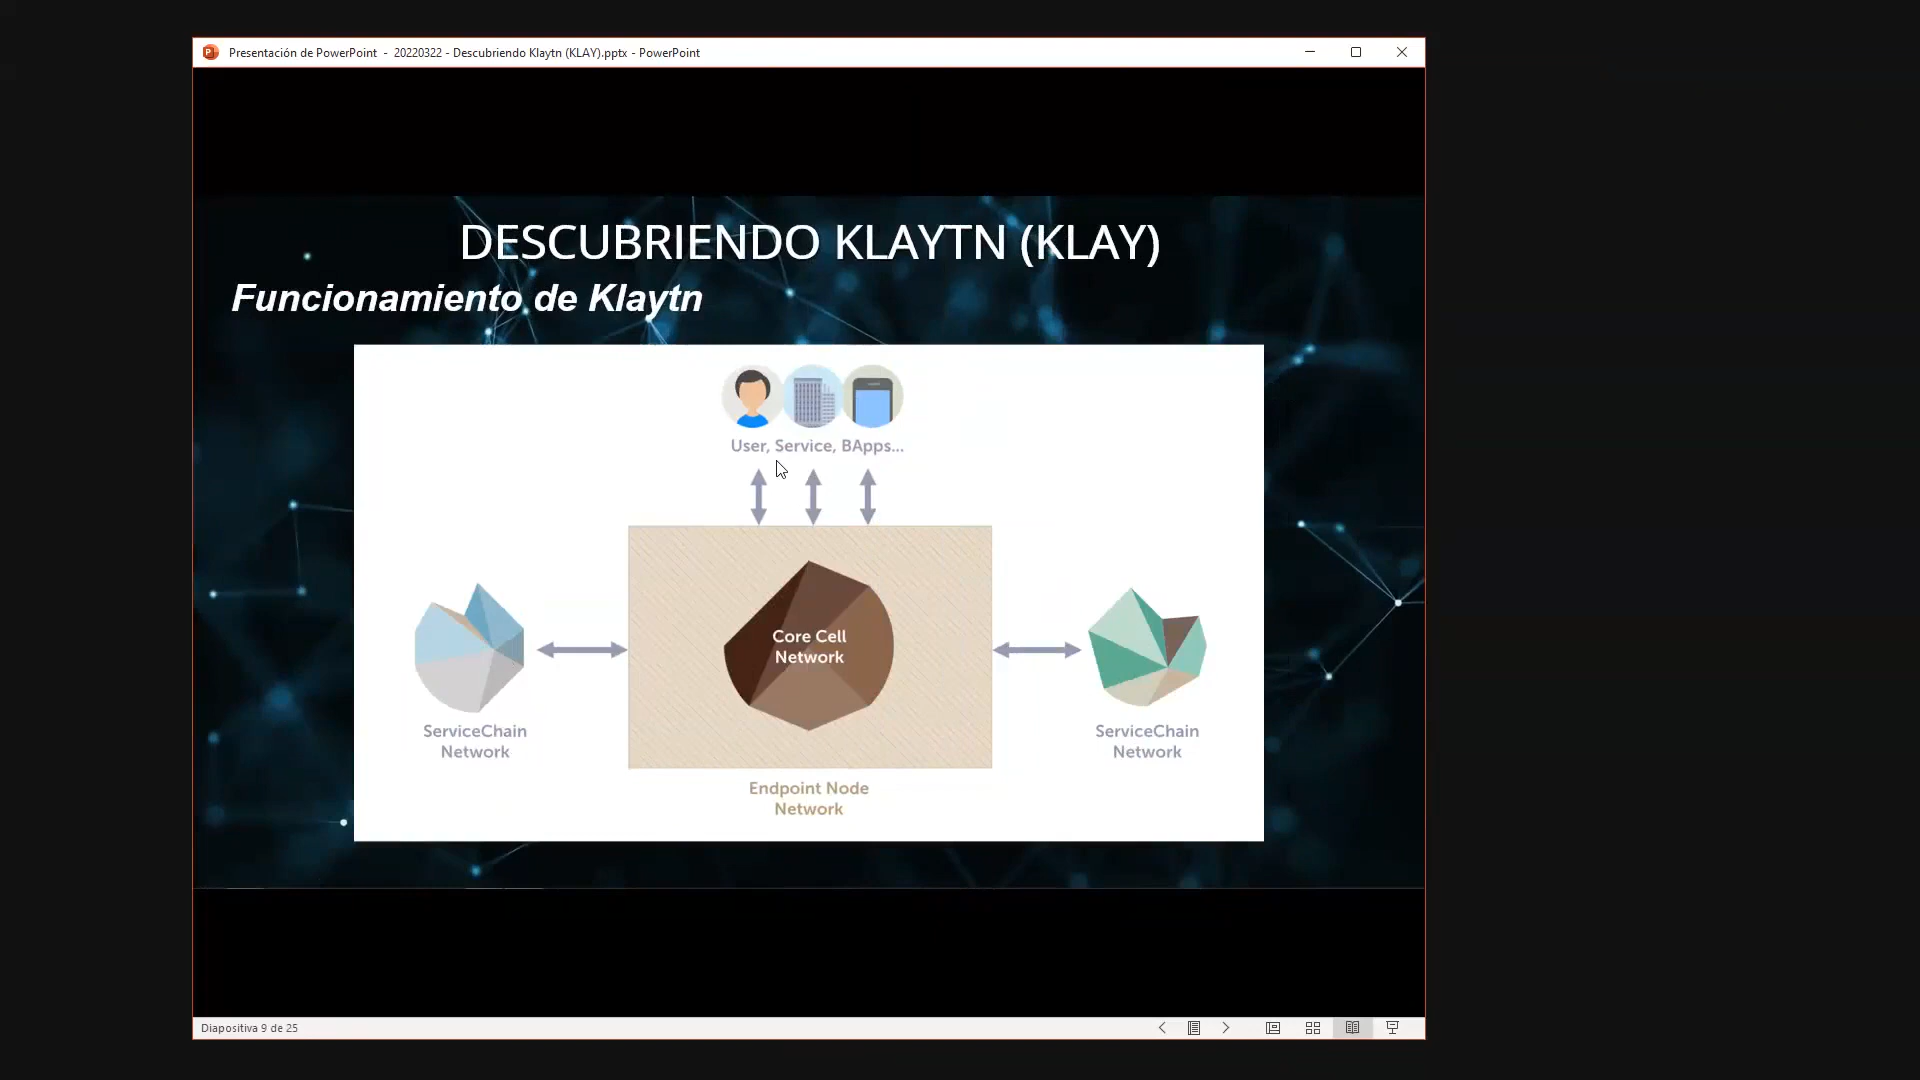 Presentación de PowerPoint - 20220322 - Descubriendo Klaytn (KLAY).pptx - PowerPoint
DESCUBRIENDO KLAYTN (KLAY)
Funcionamiento de Klaytn
User, Service, BApps...
Core Cell
Network
ServiceChain
Network
ServiceChain
Network
Endpoint Node
Network
Diapositiva 9 de 25